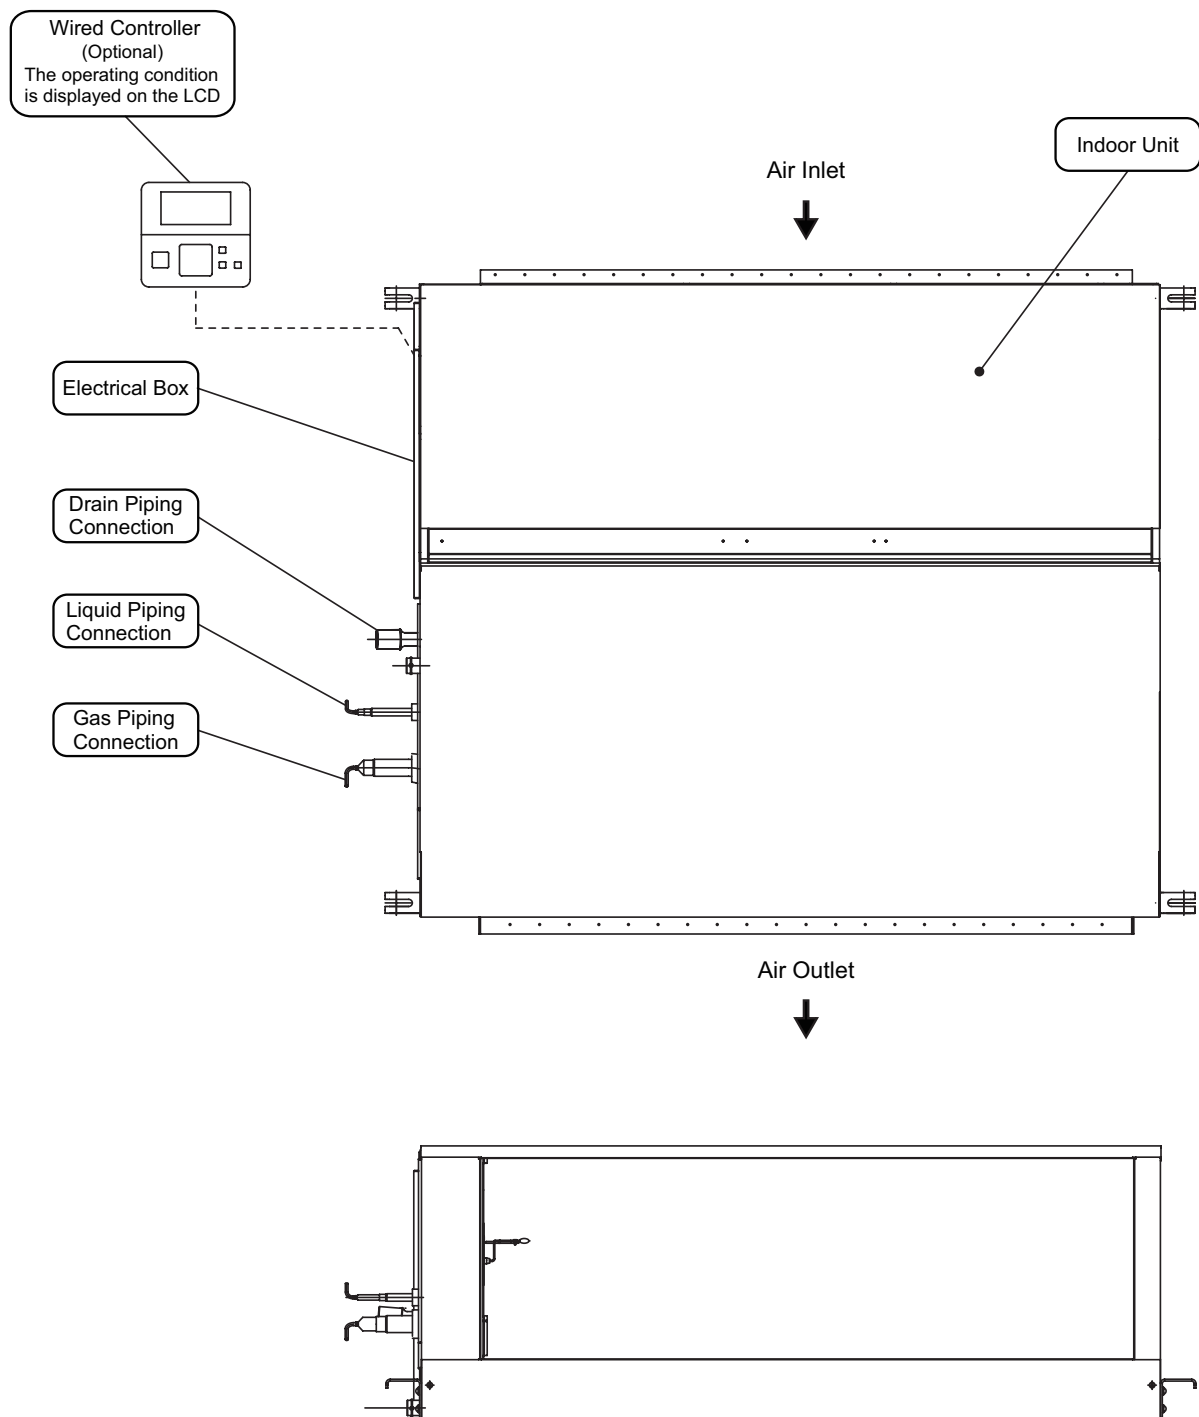 Wired Controller
(Optional)
The operating condition
is displayed on the LCD
Indoor Unit
Air Inlet
Electrical Box
Drain Piping
Connection
Liquid Piping
Connection
Gas Piping
Connection
Air Outlet